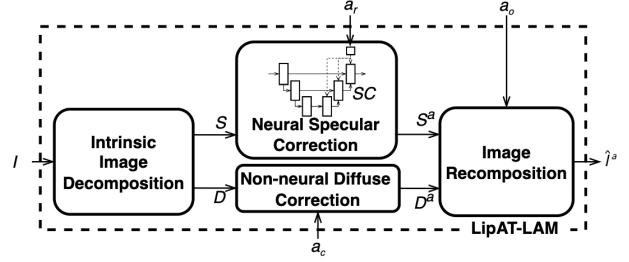 a_r
a_o
SC
Neural Specular
Correction
Intrinsic
Image
Decomposition
I
S
D
Non-neural Diffuse
Correction
S^a
D^a
Image
Recomposition
Î^a
LipAT-LAM
a_c